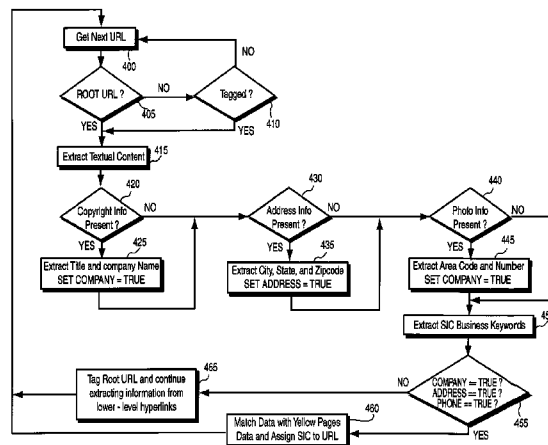 Get Next URL
400
NO
ROOT URL ?
405
NO
Tagged ?
410
YES
YES
Extract Textual Content
415
420
Copyright Info
Present ?
NO
430
Address Info
Present ?
NO
440
Photo Info
Present ?
NO
YES
425
YES
435
YES
445
Extract Title and company Name
SET COMPANY = TRUE
Extract City, State, and Zipcode
SET ADDRESS = TRUE
Extract Area Code and Number
SET COMPANY = TRUE
Extract SIC Business Keywords
465
Tag Root URL and continue
extracting information from
lower - level hyperlinks
NO
COMPANY == TRUE ?
ADDRESS == TRUE ?
PHONE == TRUE ?
455
460
Match Data with Yellow Pages
Data and Assign SIC to URL
YES